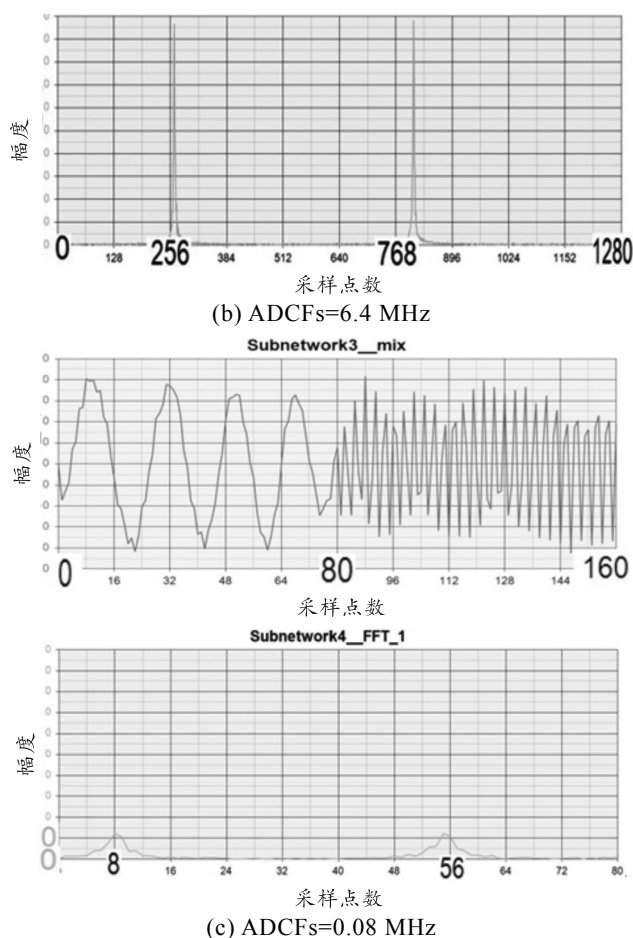 幅度
0 128 256 384 512 640 768 896 1024 1152 1280
采样点数
(b) ADCFs=6.4 MHz
Subnetwork3__mix
幅度
0 16 32 48 64 80 96 112 128 144 160
采样点数
Subnetwork4__FFT_1
幅度
0
0
8 16 24 32 40 48 56 64 72 80
采样点数
(c) ADCFs=0.08 MHz